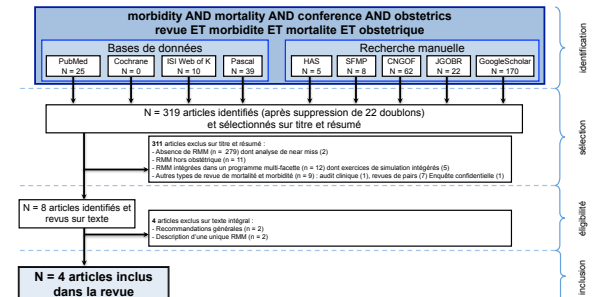 morbidity AND mortality AND conference AND obstetrics
revue ET morbidite ET mortalite ET obstetrique
Bases de données
Recherche manuelle
PubMed
N = 25
Cochrane
N = 0
ISI Web of K
N = 10
Pascal
N = 39
HAS
N = 5
SFMP
N = 8
CNGOF
N = 62
JGOBR
N = 22
GoogleScholar
N = 170
identification
N = 319 articles identifiés (après suppression de 22 doublons)
et sélectionnés sur titre et résumé
311 articles exclus sur titre et résumé :
- Absence de RMM (n = 279) dont analyse de near miss (2)
- RMM hors obstétrique (n = 11)
- RMM intégrées dans un programme multi-facette (n = 12) dont exercices de simulation intégrés (5)
- Autres types de revue de mortalité et morbidité (n = 9) : audit clinique (1), revues de pairs (7) Enquête confidentielle (1)
sélection
N = 8 articles identifiés et
revus sur texte
4 articles exclus sur texte intégral :
- Recommandations générales (n = 2)
- Description d'une unique RMM (n = 2)
éligibilité
N = 4 articles inclus
dans la revue
inclusion